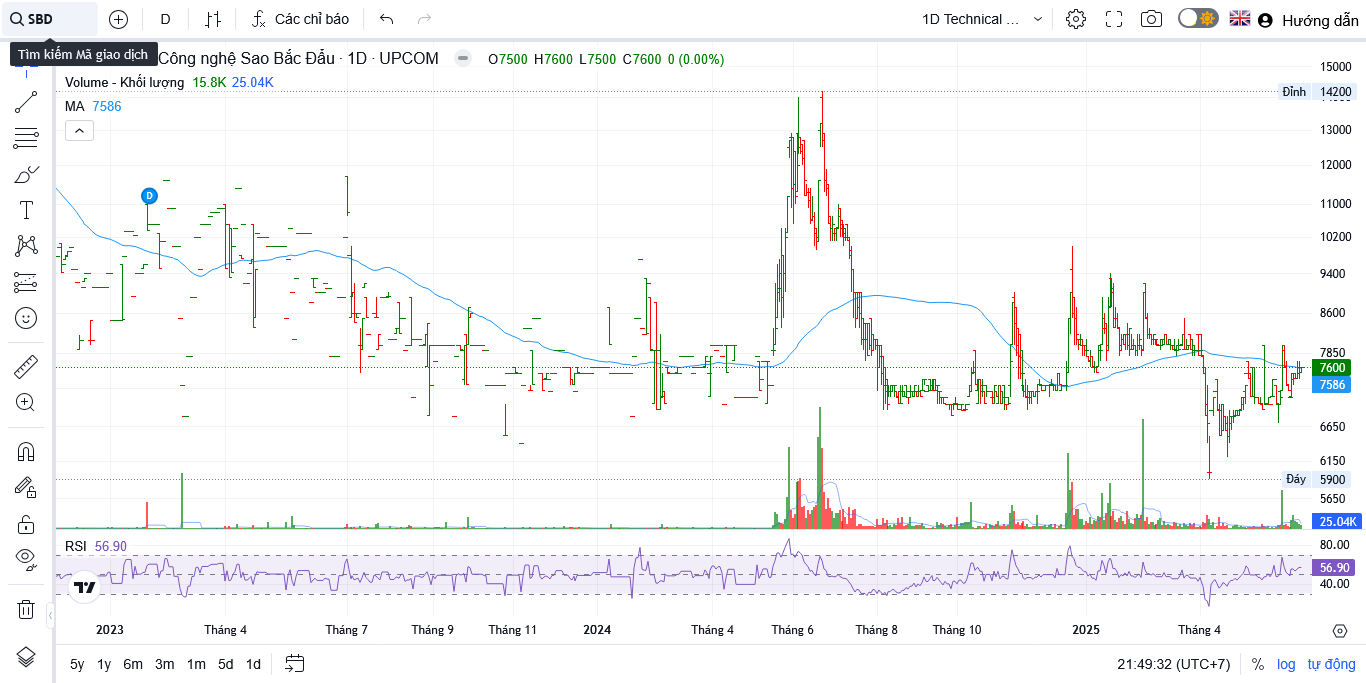 SBD
D
Các chỉ báo
1D Technical ...
Hướng dẫn
Tìm kiếm Mã giao dịch
Công nghệ Sao Bắc Đẩu · 1D · UPCOM
O7500 H7600 L7500 C7600 0 (0.00%)
Volume - Khối lượng 15.8K 25.04K
MA 7586
D
15000
Đỉnh 14200
13000
12000
11000
10200
9400
8600
7850
7600
7586
6650
6150
Đáy 5900
5650
25.04K
RSI 56.90
80.00
56.90
40.00
2023
Tháng 4
Tháng 7
Tháng 9
Tháng 11
2024
Tháng 4
Tháng 6
Tháng 8
Tháng 10
2025
Tháng 4
5y 1y 6m 3m 1m 5d 1d
21:49:32 (UTC+7)
% log tự động